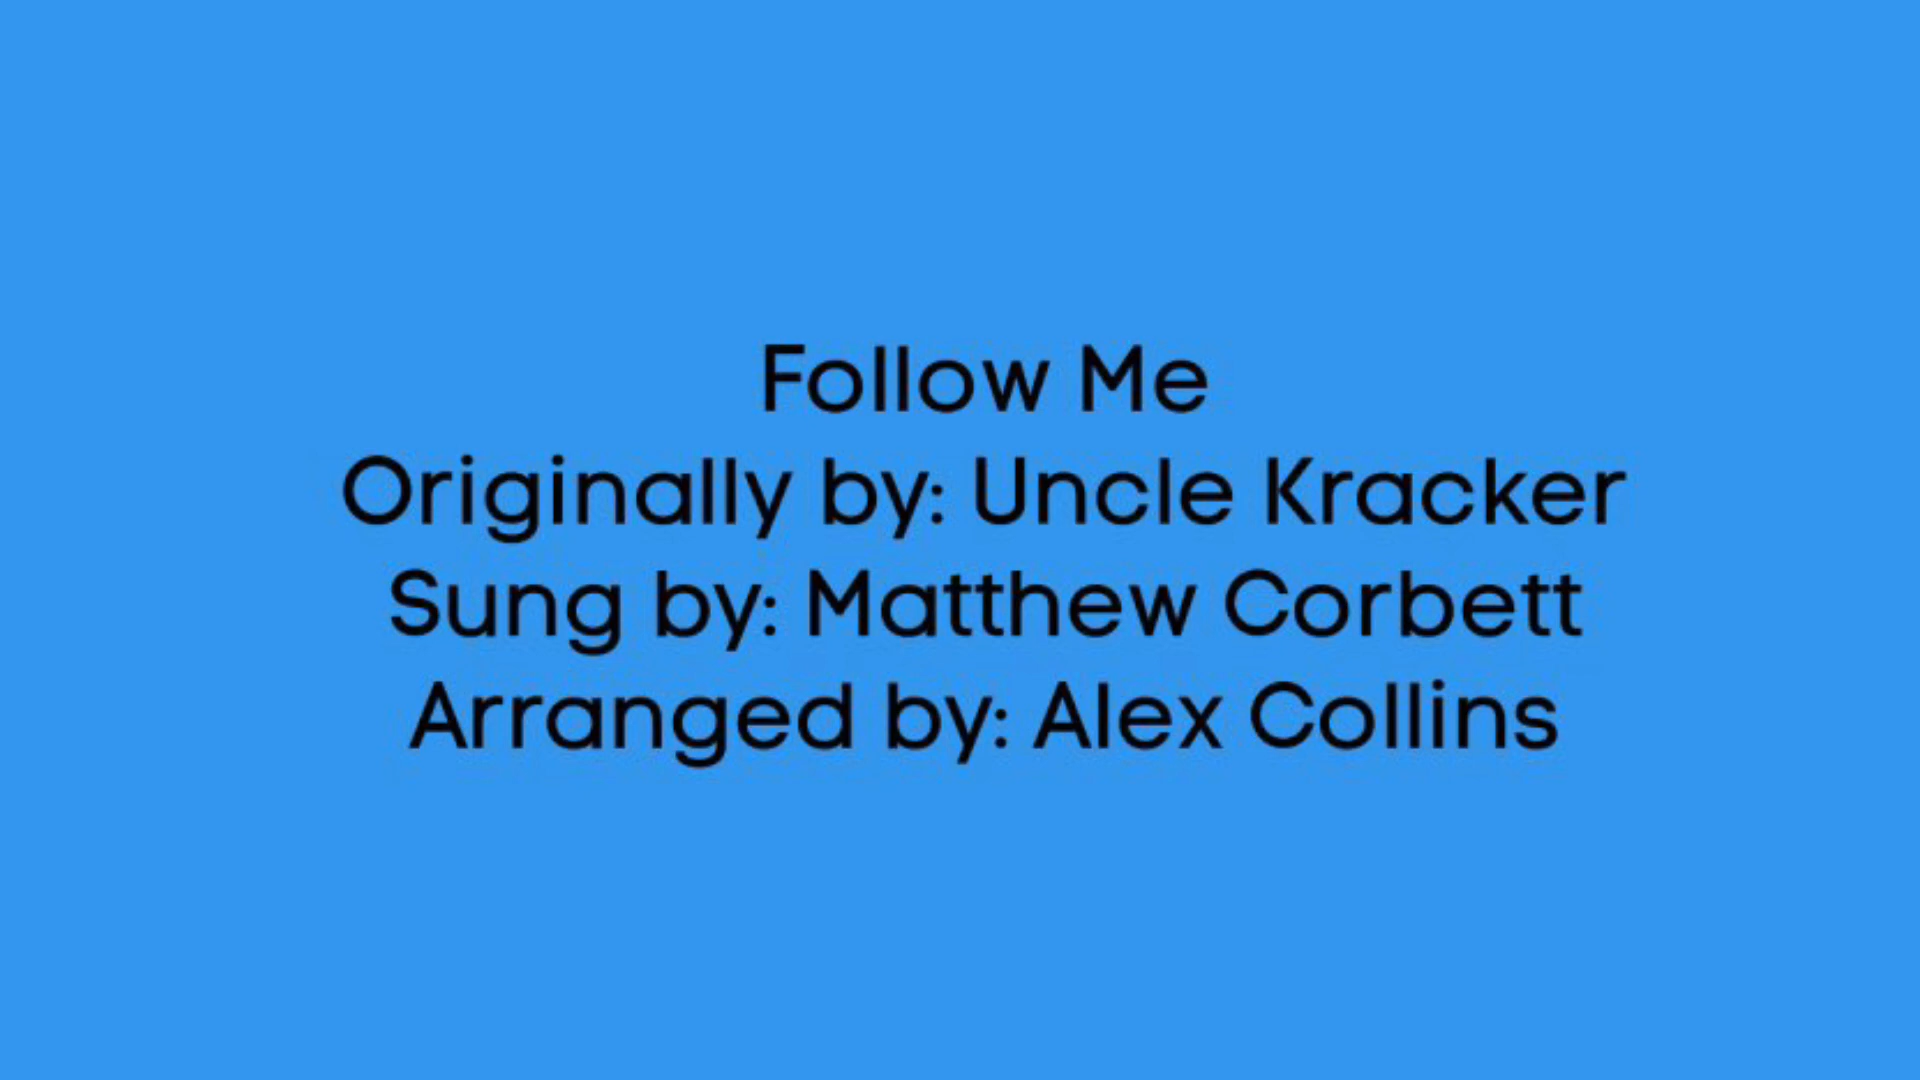 Follow Me
Originally by: Uncle Kracker
Sung by: Matthew Corbett
Arranged by: Alex Collins